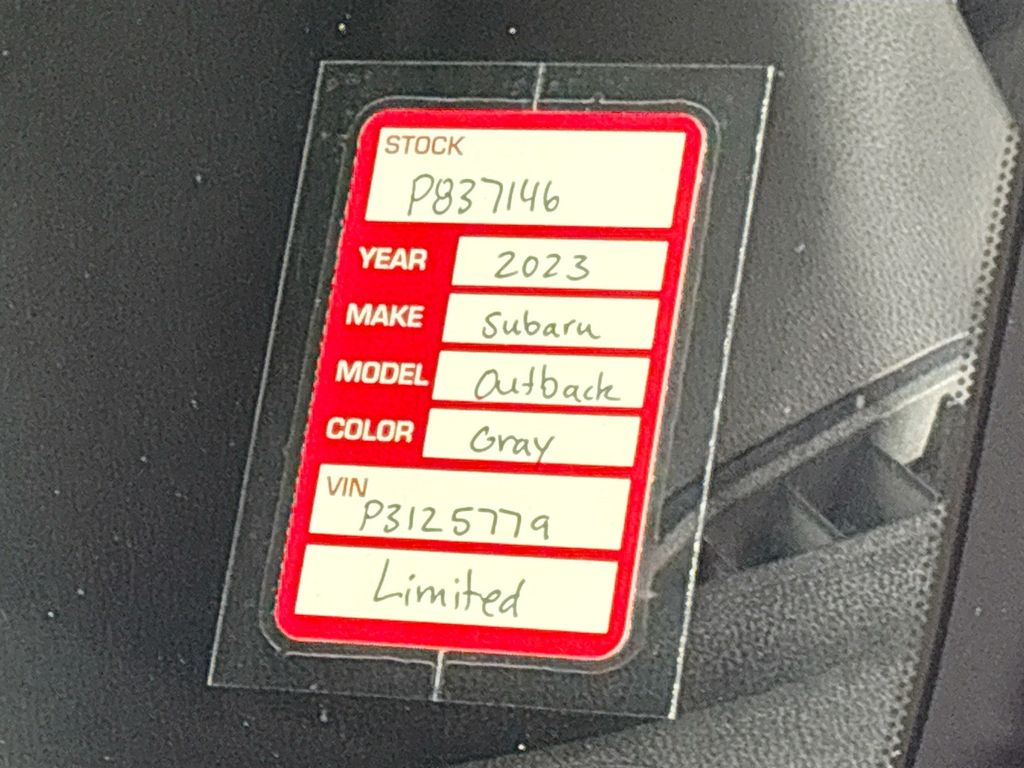 STOCK
P837146
YEAR 2023
MAKE Subaru
MODEL Outback
COLOR Gray
VIN
P3125779
Limited